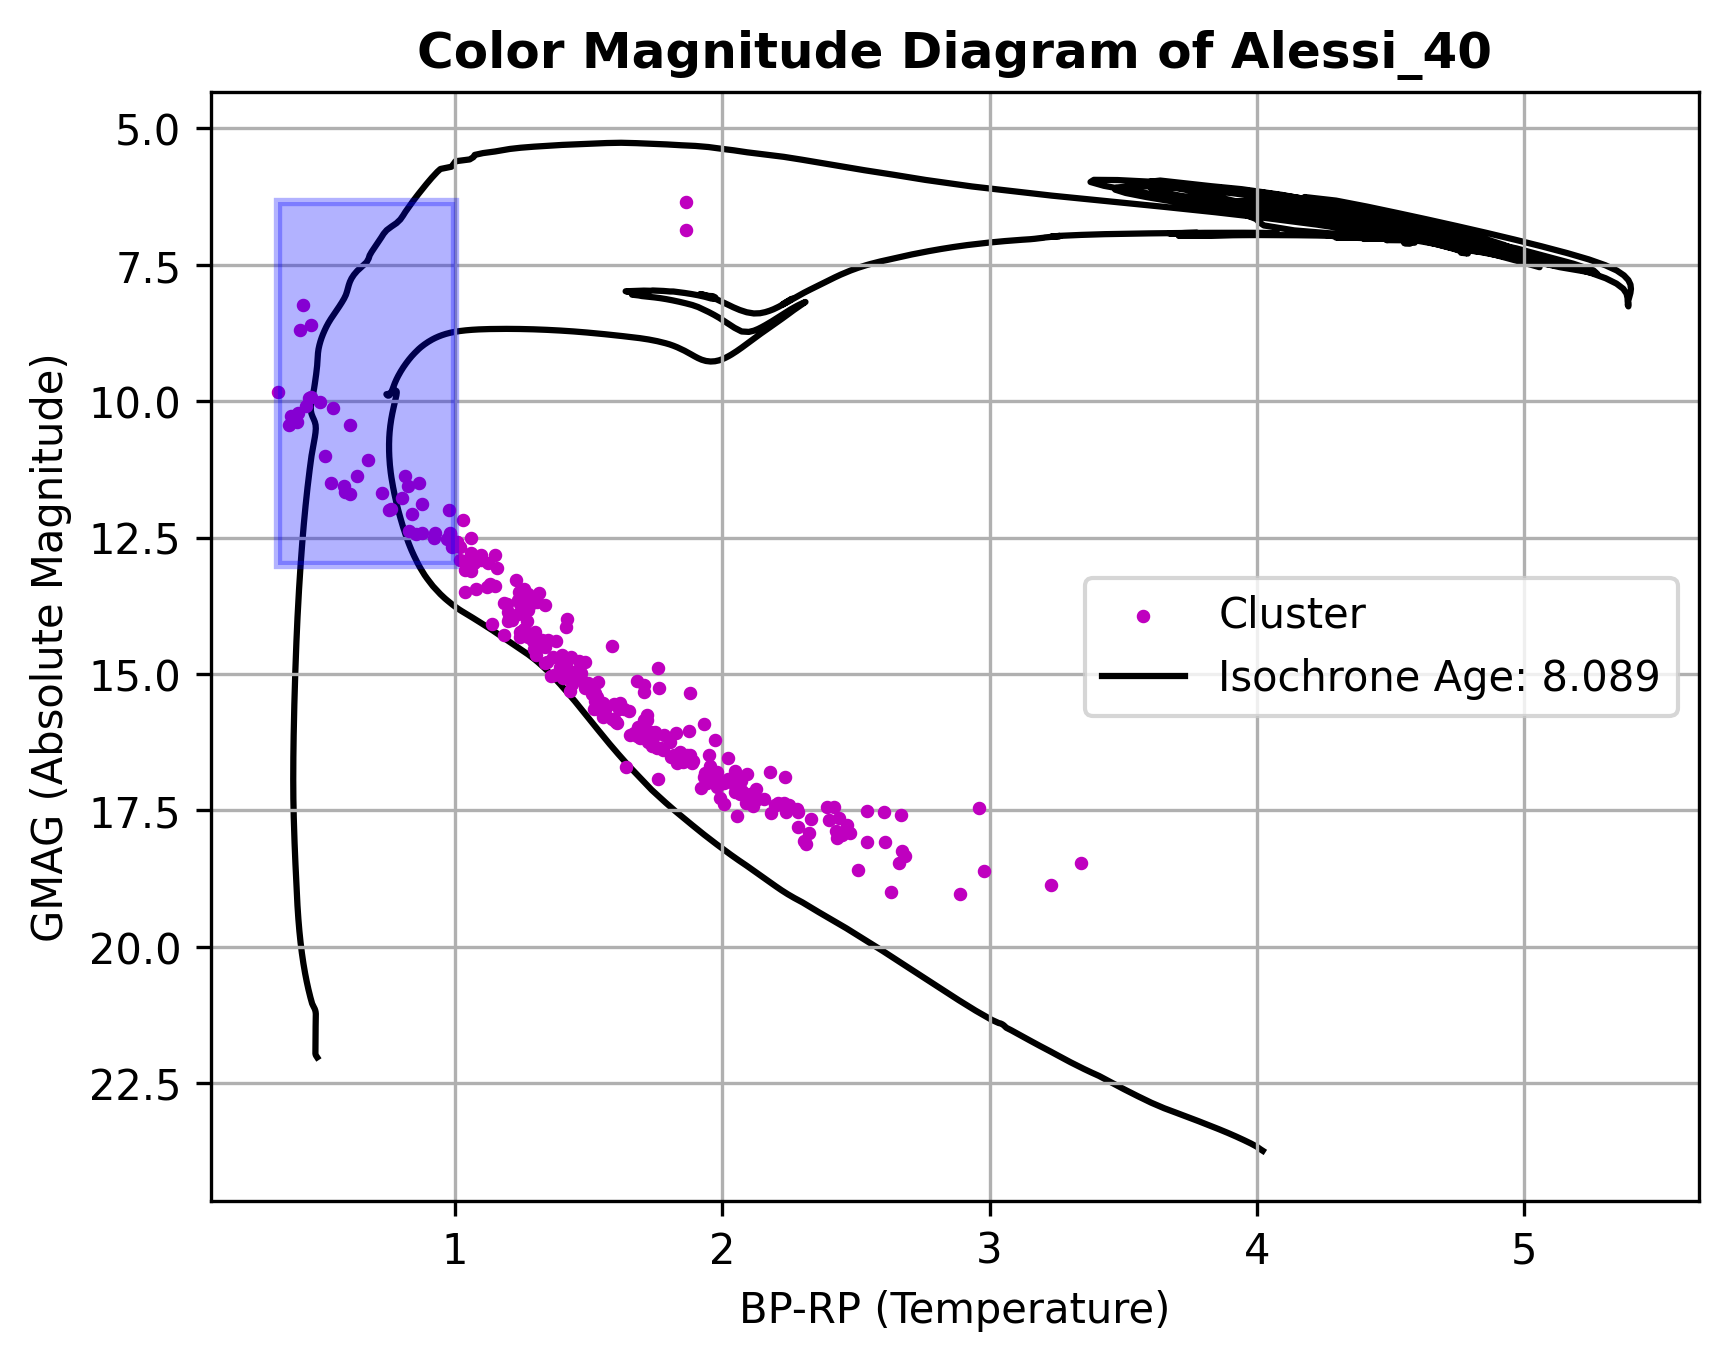 Color Magnitude Diagram of Alessi_40
GMAG (Absolute Magnitude)
5.0
7.5
10.0
12.5
15.0
17.5
20.0
22.5
Cluster
Isochrone Age: 8.089
1 2 3 4 5
BP-RP (Temperature)